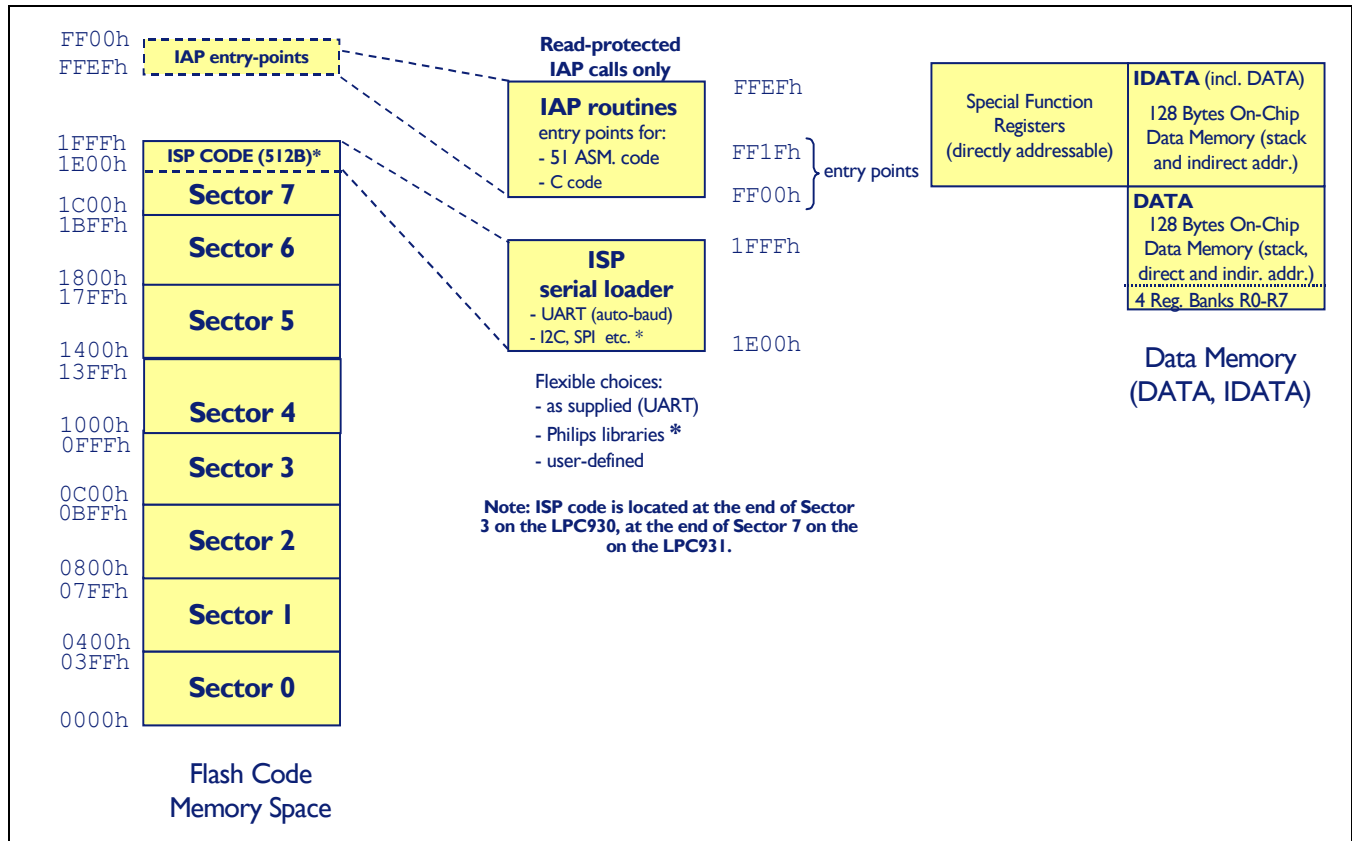 FF00h
FFEFh
IAP entry-points
1FFFh
1E00h
ISP CODE (512B)*
Sector 7
1C00h
1BFFh
Sector 6
1800h
17FFh
Sector 5
1400h
13FFh
Sector 4
1000h
0FFFh
Sector 3
0C00h
0BFFh
Sector 2
0800h
07FFh
Sector 1
0400h
03FFh
Sector 0
0000h
Flash Code
Memory Space
Read-protected
IAP calls only
IAP routines
entry points for:
- 51 ASM. code
- C code
FFEFh
FF1Fh
FF00h
entry points
ISP
serial loader
- UART (auto-baud)
- I2C, SPI etc. *
1FFFh
1E00h
Flexible choices:
- as supplied (UART)
- Philips libraries *
- user-defined
Note: ISP code is located at the end of Sector
3 on the LPC930, at the end of Sector 7 on the
on the LPC931.
Special Function
Registers
(directly addressable)
IDATA (incl. DATA)
128 Bytes On-Chip
Data Memory (stack
and indirect addr.)
DATA
128 Bytes On-Chip
Data Memory (stack,
direct and indir. addr.)
4 Reg. Banks R0-R7
Data Memory
(DATA, IDATA)